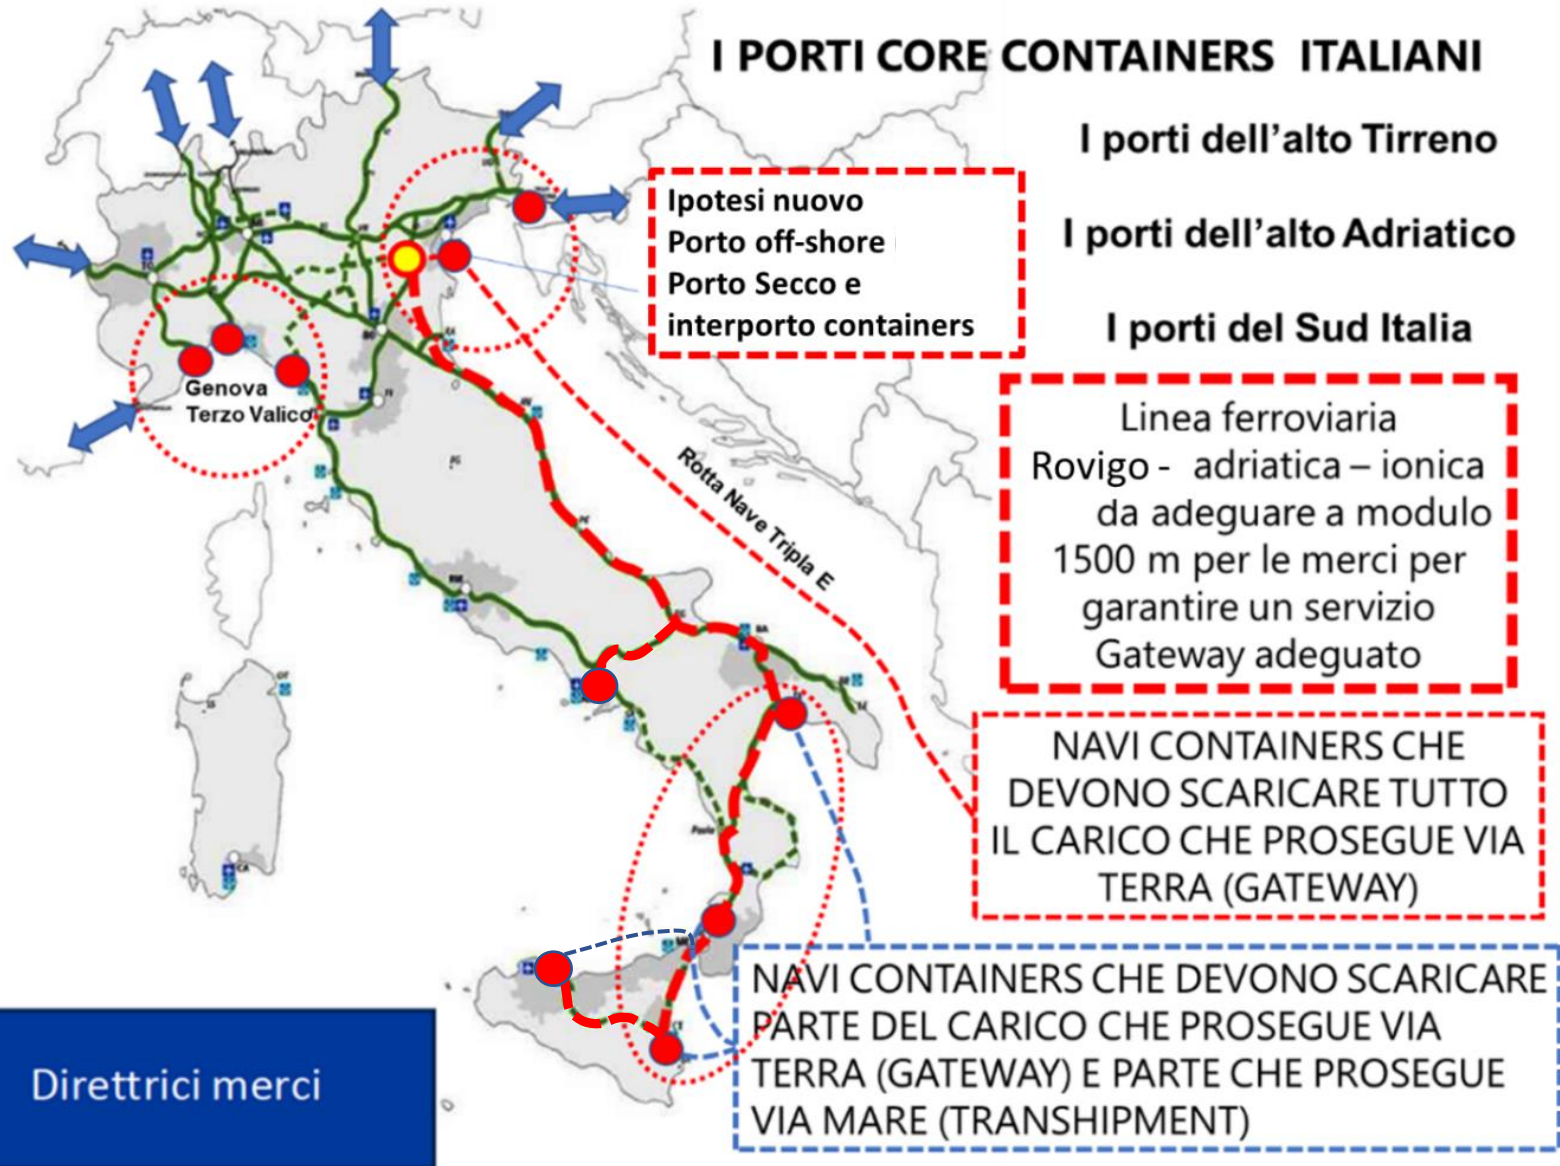 I PORTI CORE CONTAINERS ITALIANI
I porti dell'alto Tirreno
I porti dell'alto Adriatico
I porti del Sud Italia
Ipotesi nuovo
Porto off-shore
Porto Secco e
interporto containers
Linea ferroviaria
Rovigo - adriatica – ionica
da adeguare a modulo
1500 m per le merci per
garantire un servizio
Gateway adeguato
Genova
Terzo Valico
Rotta Nave Tripla E
NAVI CONTAINERS CHE
DEVONO SCARICARE TUTTO
IL CARICO CHE PROSEGUE VIA
TERRA (GATEWAY)
NAVI CONTAINERS CHE DEVONO SCARICARE
PARTE DEL CARICO CHE PROSEGUE VIA
TERRA (GATEWAY) E PARTE CHE PROSEGUE
VIA MARE (TRANSHIPMENT)
Direttrici merci
RM
BA
Paola
CA